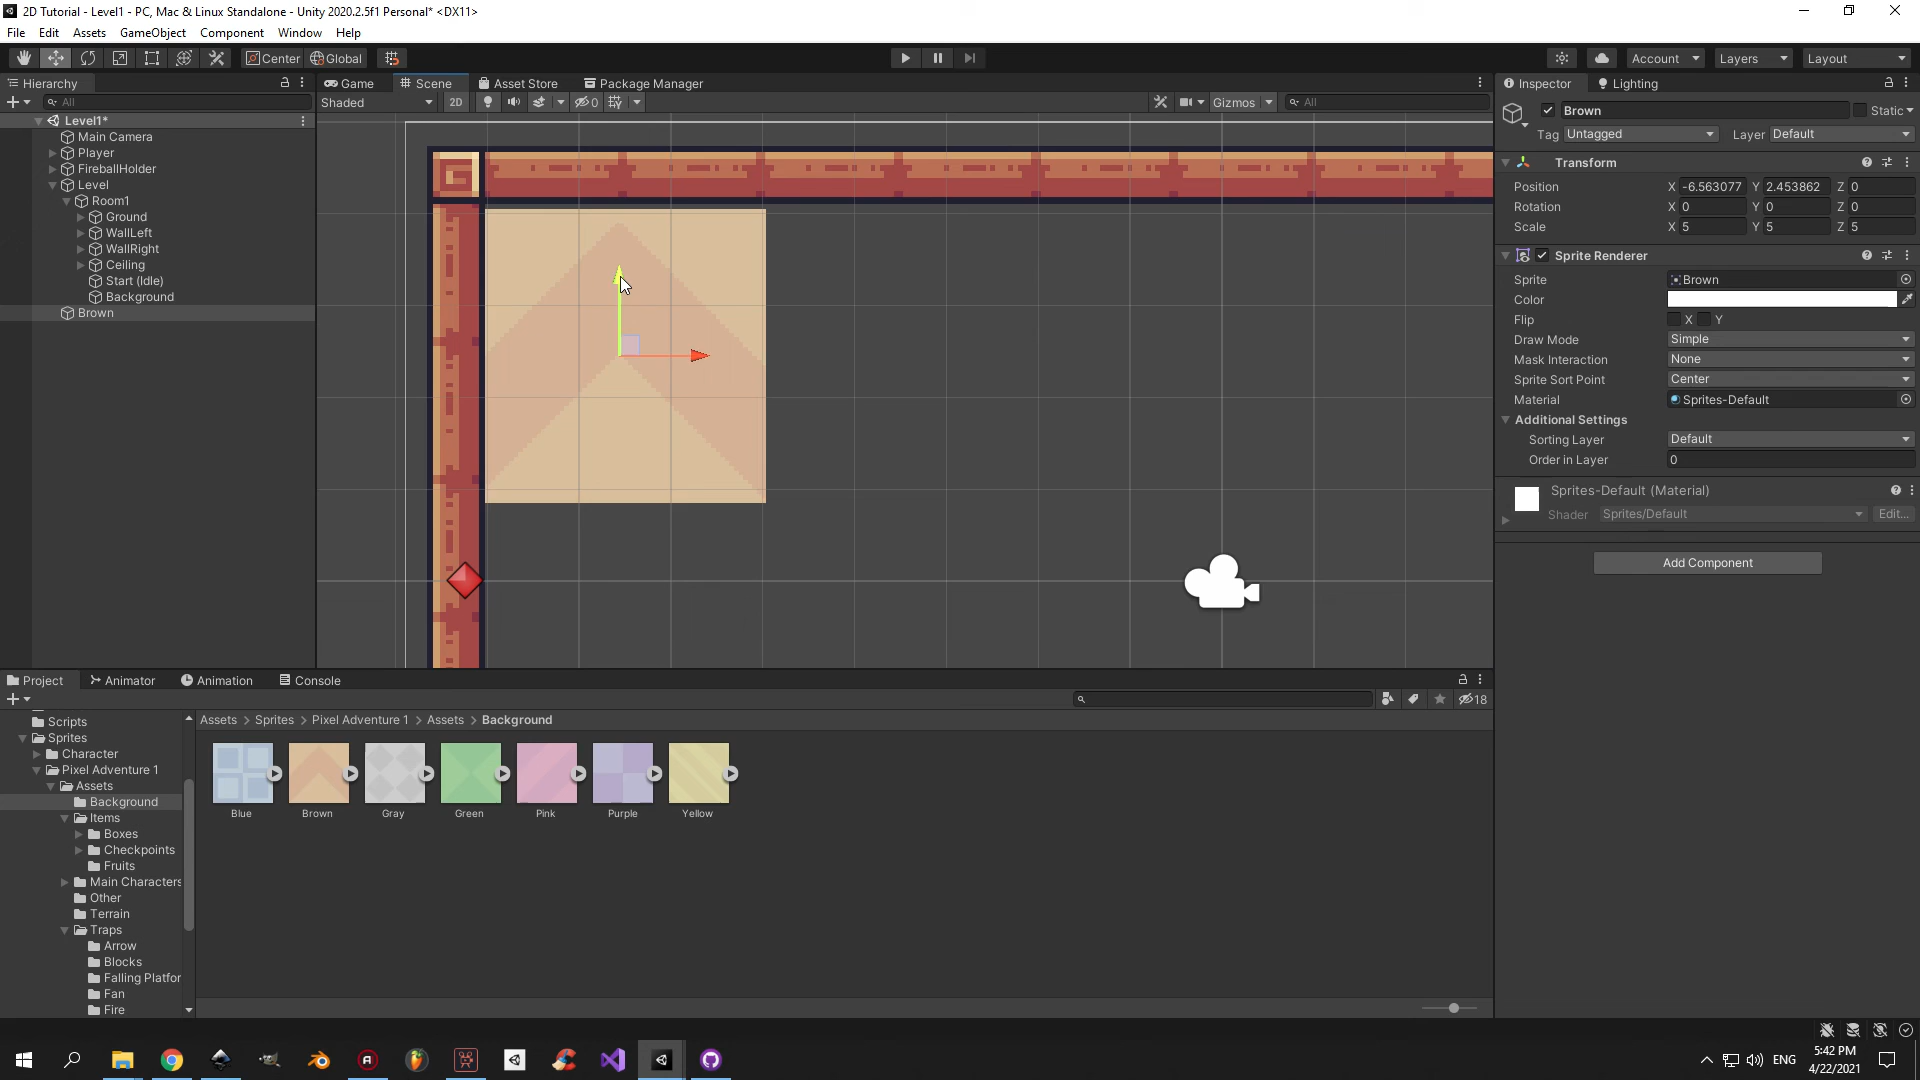 2D Tutorial - Level1 - PC, Mac & Linux Standalone - Unity 2020.2.5f1 Personal* <DX11>
File Edit Assets GameObject Component Window Help
Center Global Account Layers Layout
Hierarchy
All
Level1*
Main Camera
Player
FireballHolder
Level
Room1
Ground
WallLeft
WallRight
Ceiling
Start (Idle)
Background
Brown
Game Scene Asset Store Package Manager
Shaded 2D 0 Gizmos All
Inspector Lighting
Brown Static
Tag Untagged Layer Default
Transform
Position X -6.563077 Y 2.453862 Z 0
Rotation X 0 Y 0 Z 0
Scale X 5 Y 5 Z 5
Sprite Renderer
Sprite Brown
Color
Flip X Y
Draw Mode Simple
Mask Interaction None
Sprite Sort Point Center
Material Sprites-Default
Additional Settings
Sorting Layer Default
Order in Layer 0
Sprites-Default (Material)
Shader Sprites/Default Edit...
Add Component
Project Animator Animation Console
18
Scripts
Sprites
Character
Pixel Adventure 1
Assets
Background
Items
Boxes
Checkpoints
Fruits
Main Characters
Other
Terrain
Traps
Arrow
Blocks
Falling Platfor
Fan
Fire
Assets > Sprites > Pixel Adventure 1 > Assets > Background
Blue Brown Gray Green Pink Purple Yellow
ENG
5:42 PM
4/22/2021